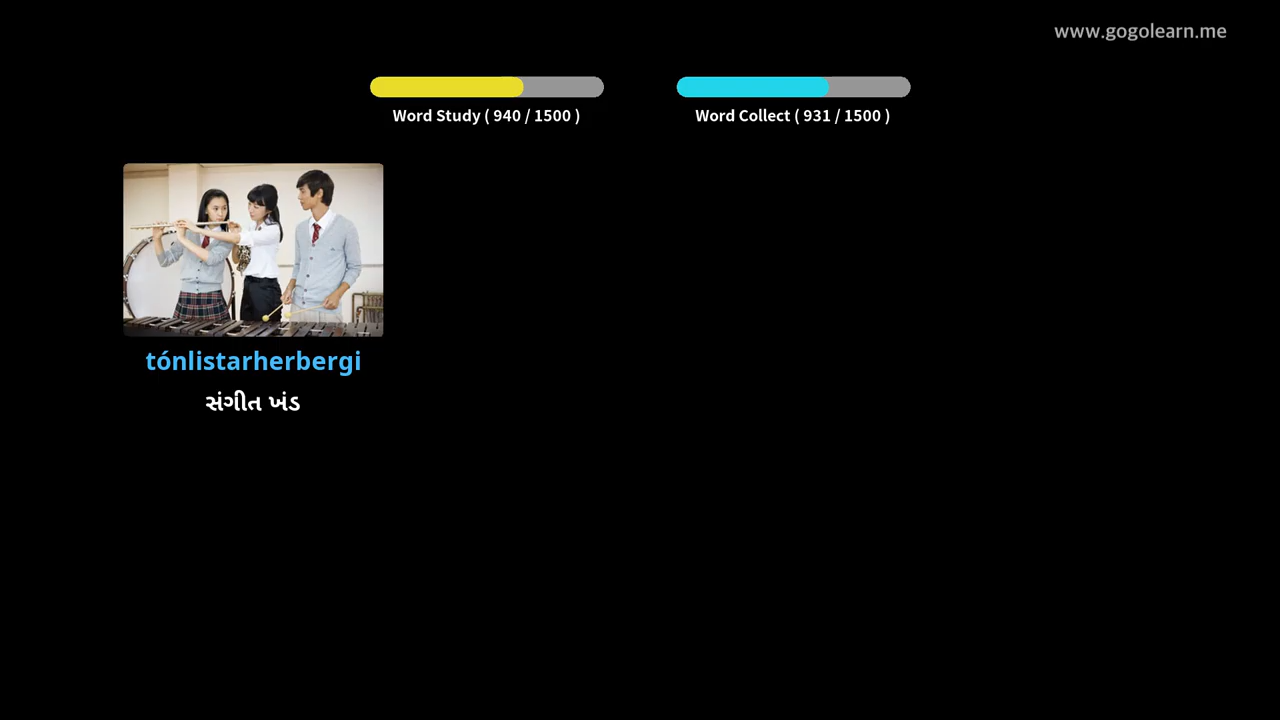 www.gogolearn.me
Word Study ( 940 / 1500 )
Word Collect ( 931 / 1500 )
tónlistarherbergi
સંગીત ખંડ